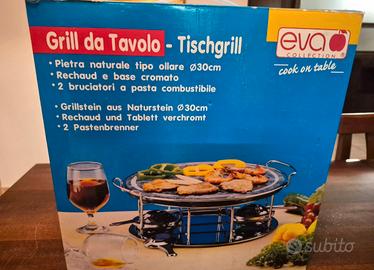 Grill da Tavolo - Tischgrill
• Pietra naturale tipo ollare Ø30cm
• Rechaud e base cromato
• 2 bruciatori a pasta combustibile
• Grillstein aus Naturstein Ø30cm
• Rechaud und Tablett verchromt
• 2 Pastenbrenner
eva
COLLECTION
cook on table
subito